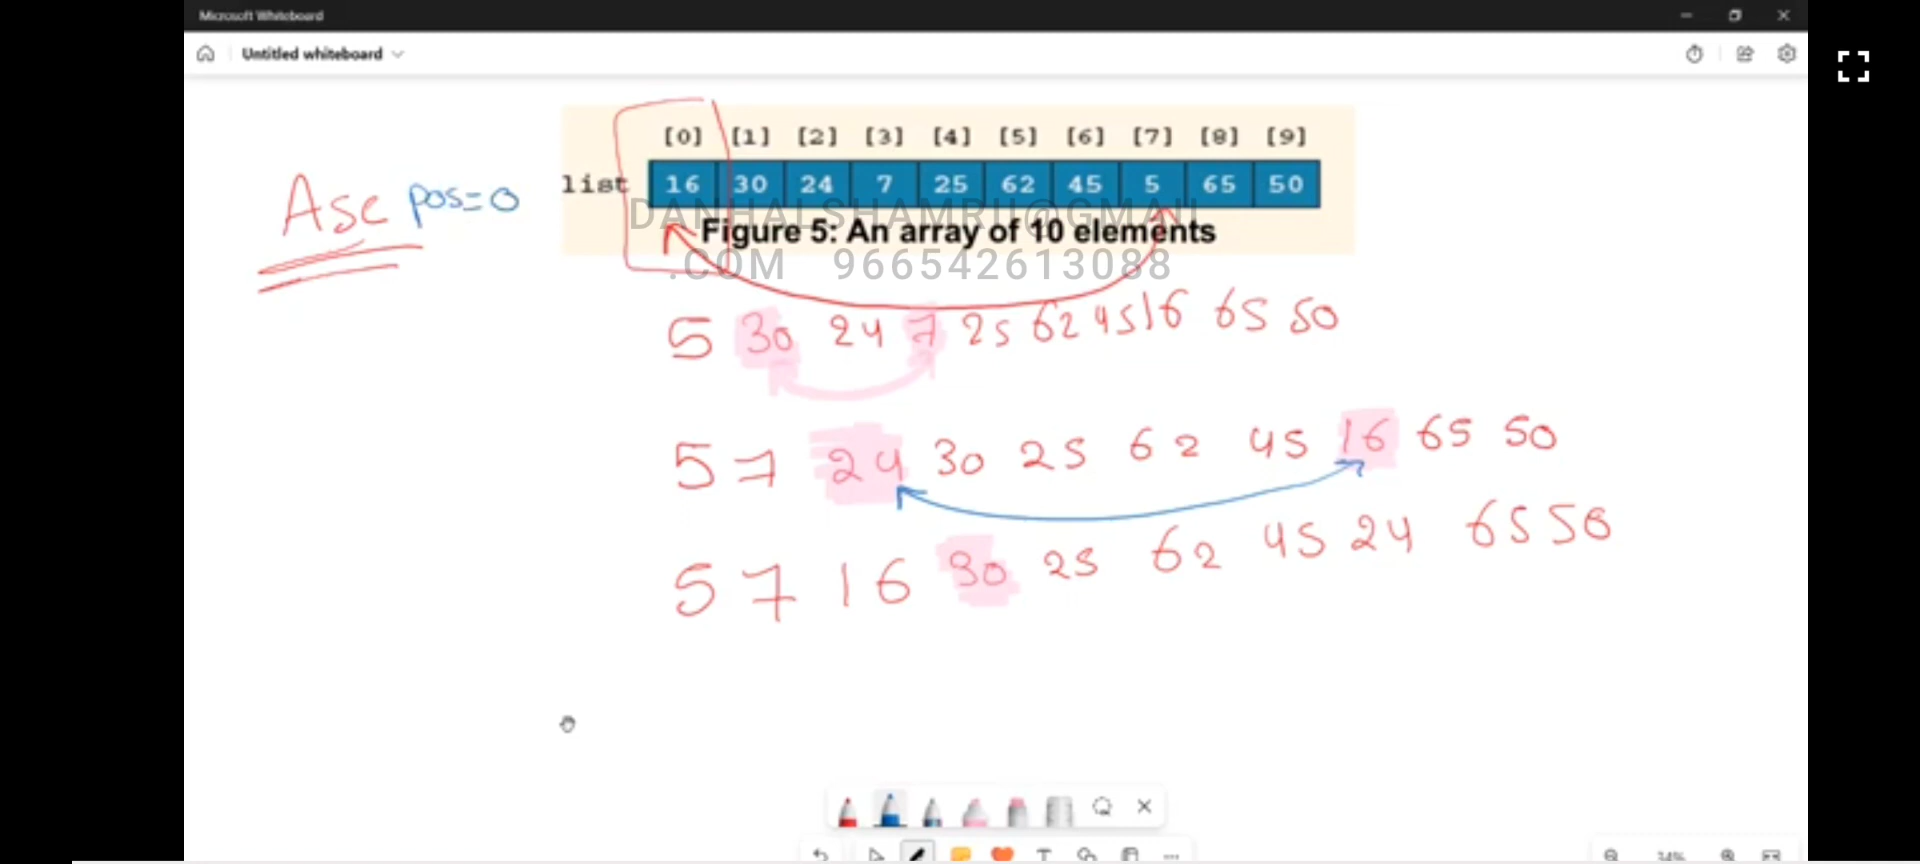 Microsoft Whiteboard
Untitled whiteboard
[0] [1] [2] [3] [4] [5] [6] [7] [8] [9]
Asc pos=0
list 16 30 24 7 25 62 45 5 65 50
DANHALSHAMRI@GMAIL
Figure 5: An array of 10 elements
.COM 966542613088
5 30 24 7 25 62 45 16 65 50
5 7 24 30 25 62 45 16 65 50
5 7 16 30 25 62 45 24 65 50
34%